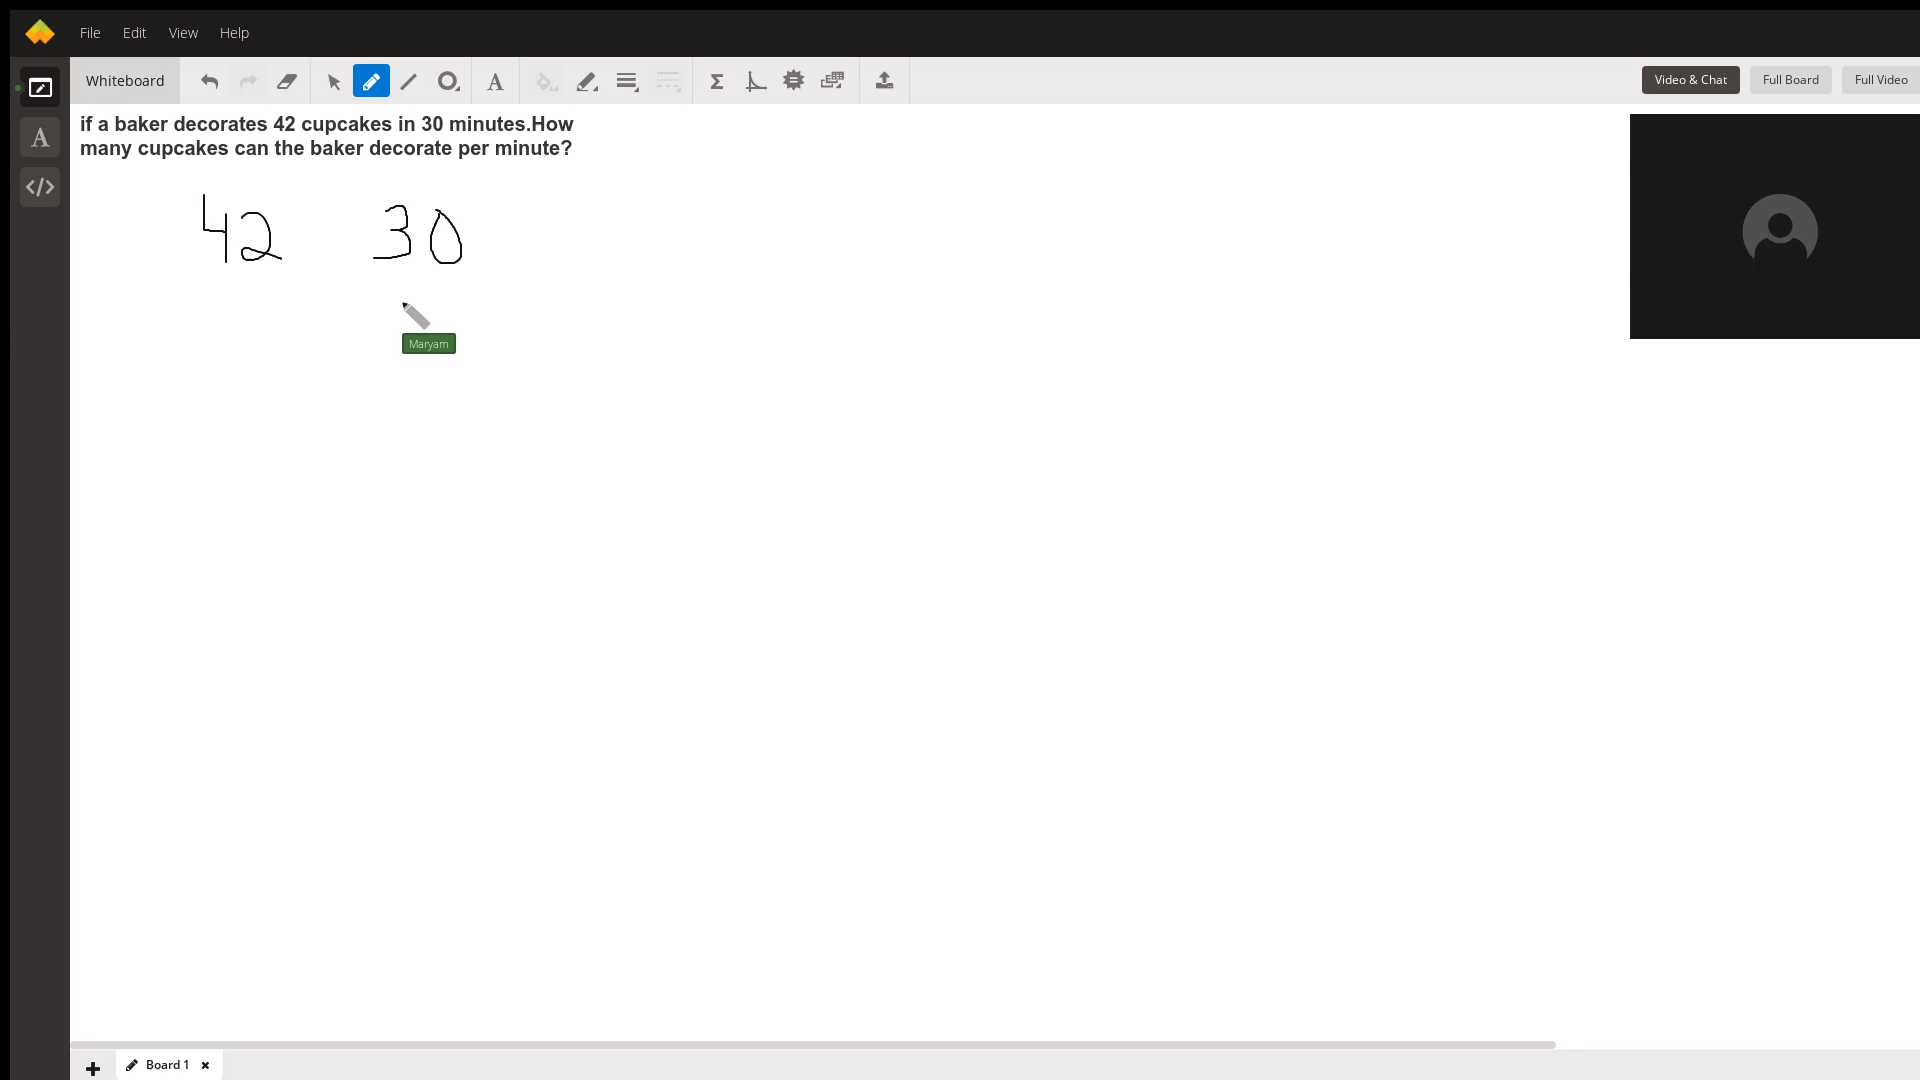 File Edit View Help
Whiteboard A Σ Video & Chat Full Board Full Video
if a baker decorates 42 cupcakes in 30 minutes.How
many cupcakes can the baker decorate per minute?
A
</>
42 30
Maryam
Board 1